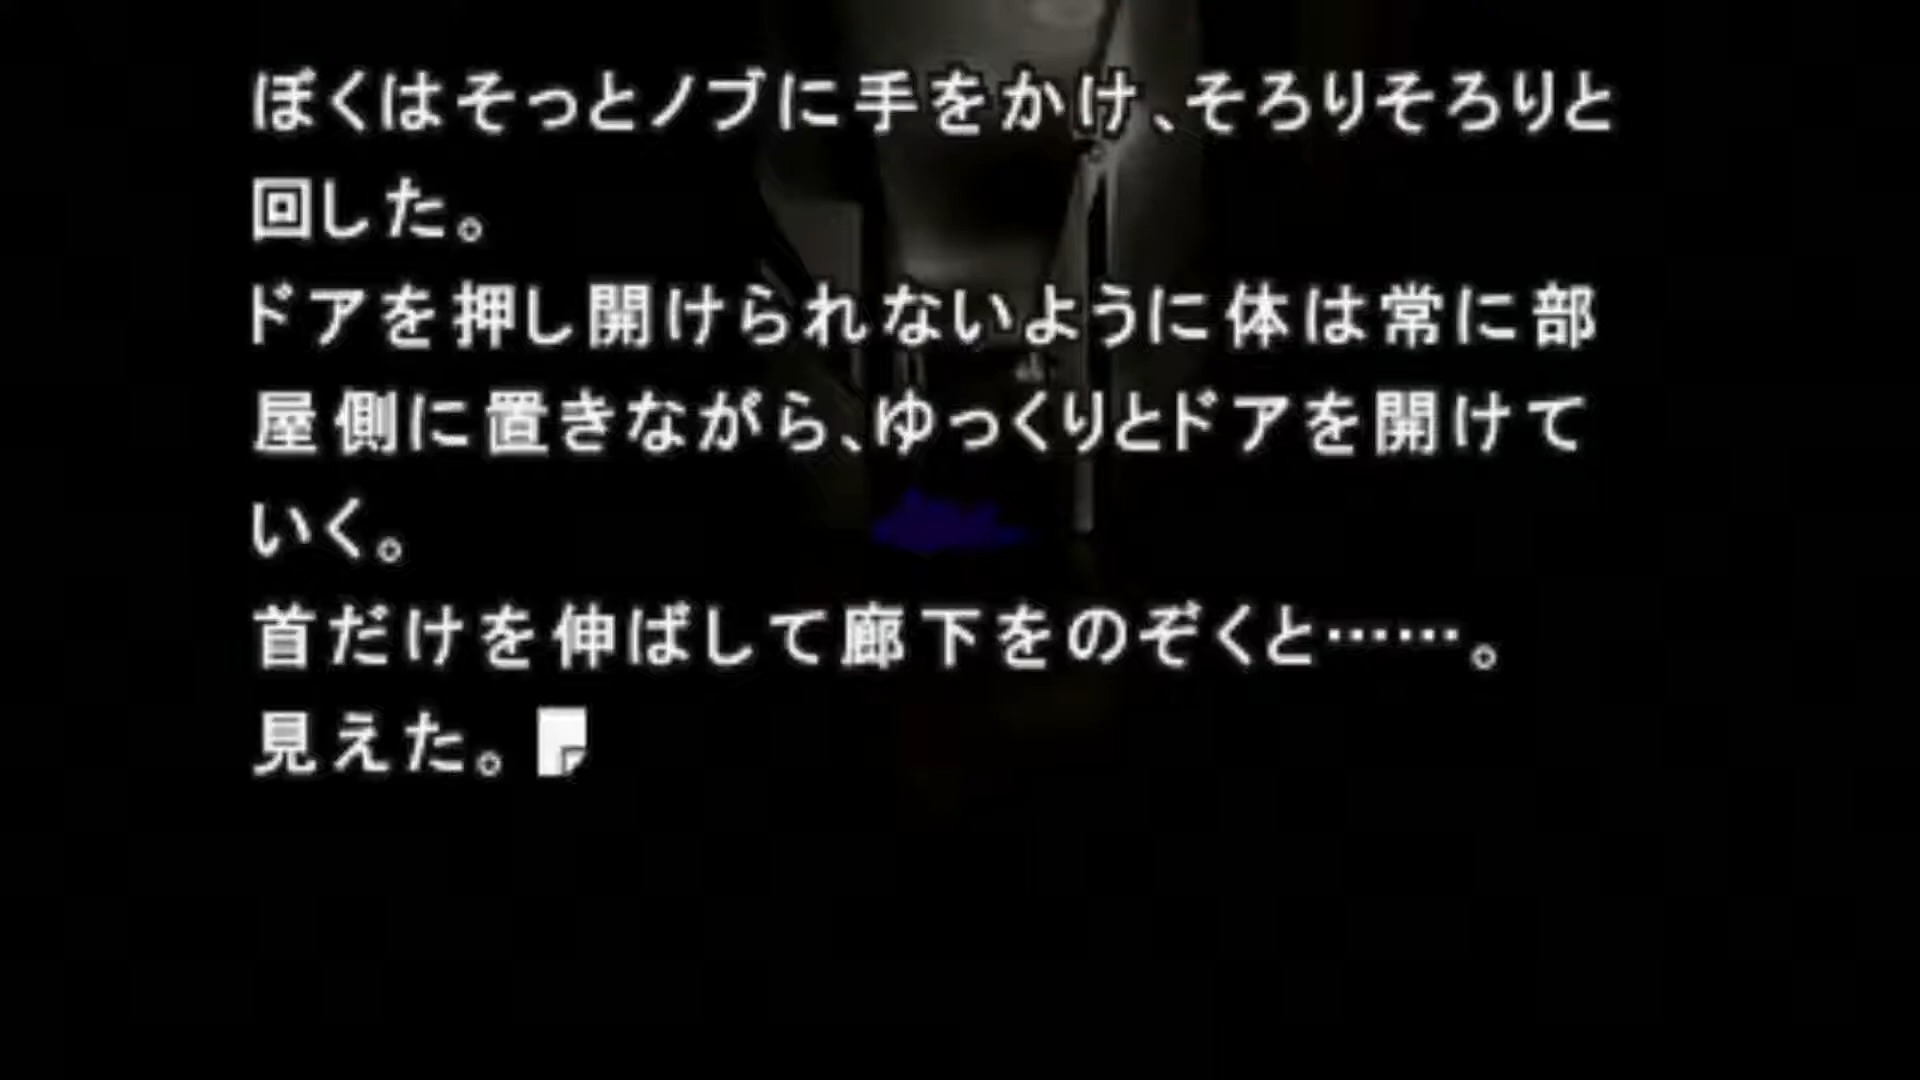 ぼくはそっとノブに手をかけ、そろりそろりと
回した。
ドアを押し開けられないように体は常に部
屋側に置きながら、ゆっくりとドアを開けて
いく。
首だけを伸ばして廊下をのぞくと……。
見えた。